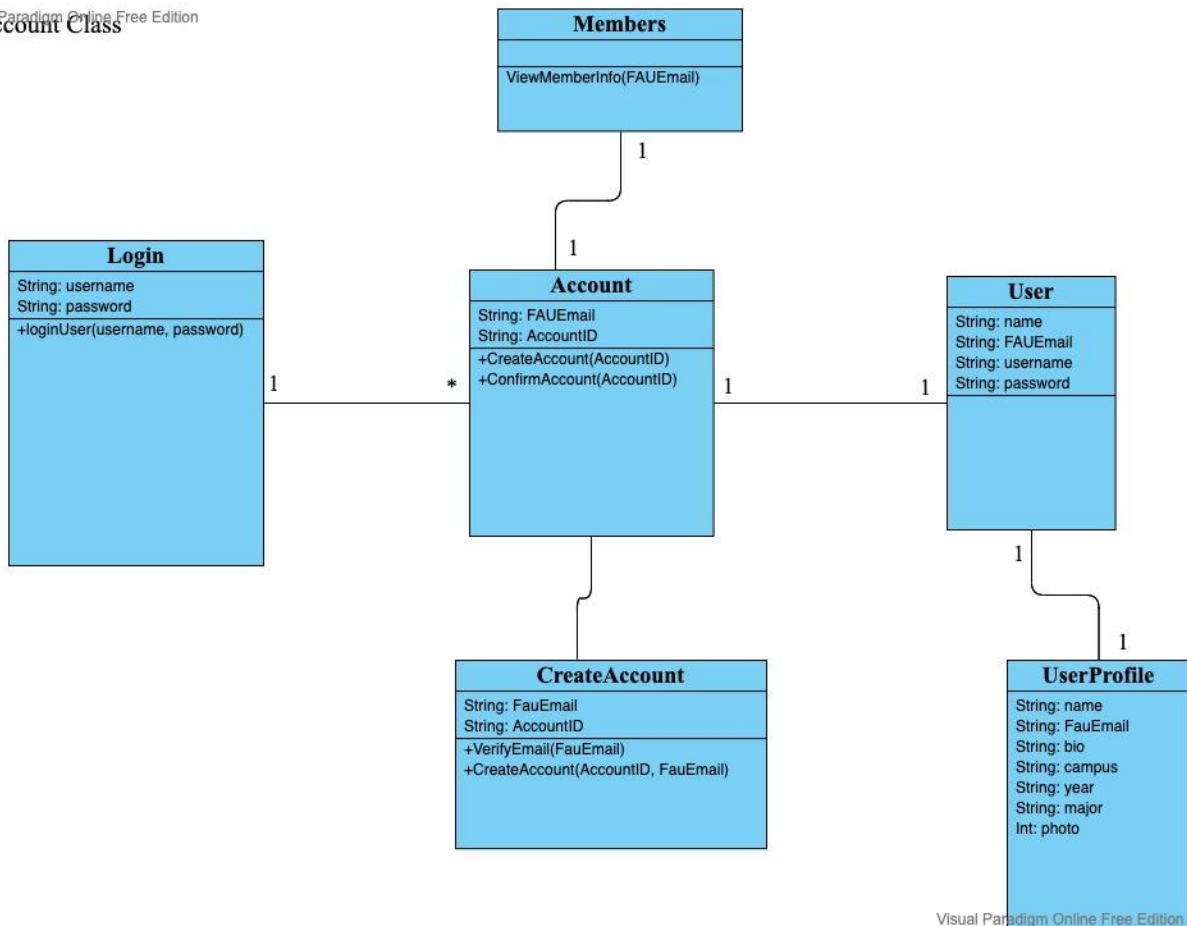 Paradigm Online Free Edition
ccount Class
Members
ViewMemberInfo(FAUEmail)
1
1
Login
String: username
String: password
+loginUser(username, password)
1
*
Account
String: FAUEmail
String: AccountID
+CreateAccount(AccountID)
+ConfirmAccount(AccountID)
1
1
User
String: name
String: FAUEmail
String: username
String: password
1
1
CreateAccount
String: FauEmail
String: AccountID
+VerifyEmail(FauEmail)
+CreateAccount(AccountID, FauEmail)
UserProfile
String: name
String: FauEmail
String: bio
String: campus
String: year
String: major
Int: photo
Visual Paradigm Online Free Edition